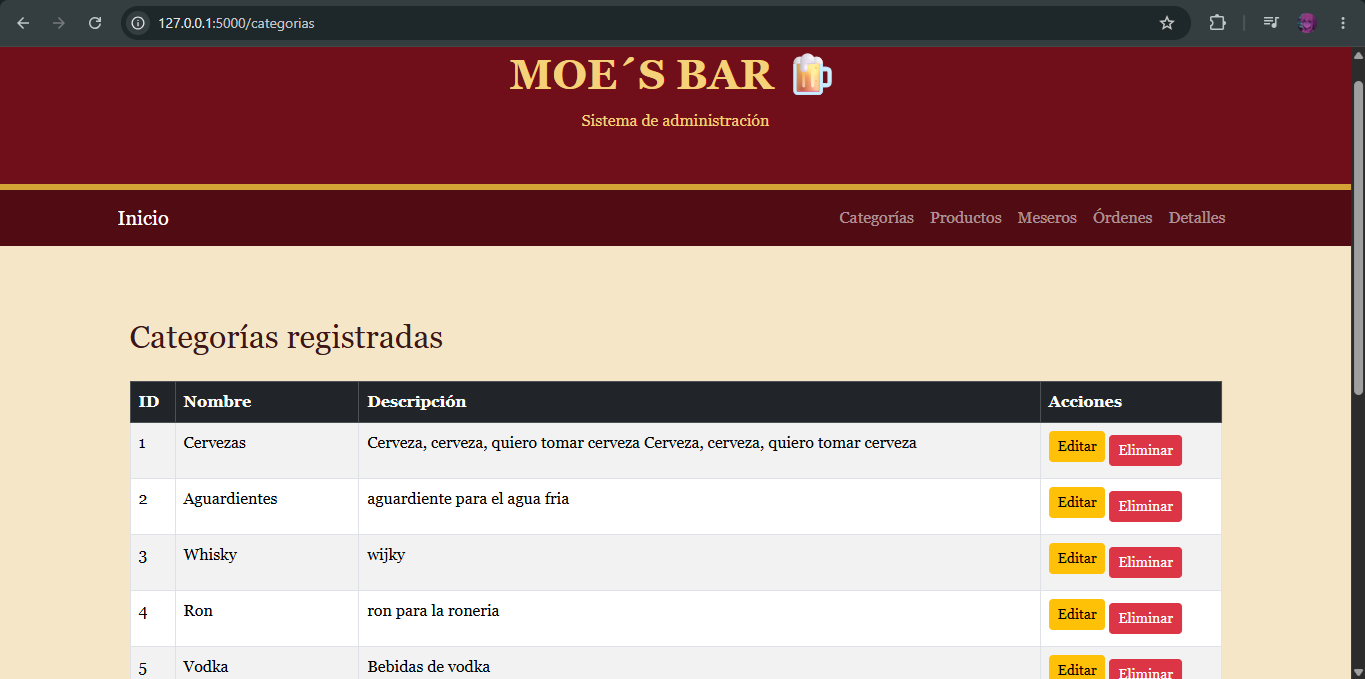 127.0.0.1:5000/categorias
MOE´S BAR
Sistema de administración
Inicio Categorías Productos Meseros Órdenes Detalles
Categorías registradas
ID Nombre Descripción Acciones
1 Cervezas Cerveza, cerveza, quiero tomar cerveza Cerveza, cerveza, quiero tomar cerveza Editar Eliminar
2 Aguardientes aguardiente para el agua fria Editar Eliminar
3 Whisky wijky Editar Eliminar
4 Ron ron para la roneria Editar Eliminar
5 Vodka Bebidas de vodka Editar Eliminar